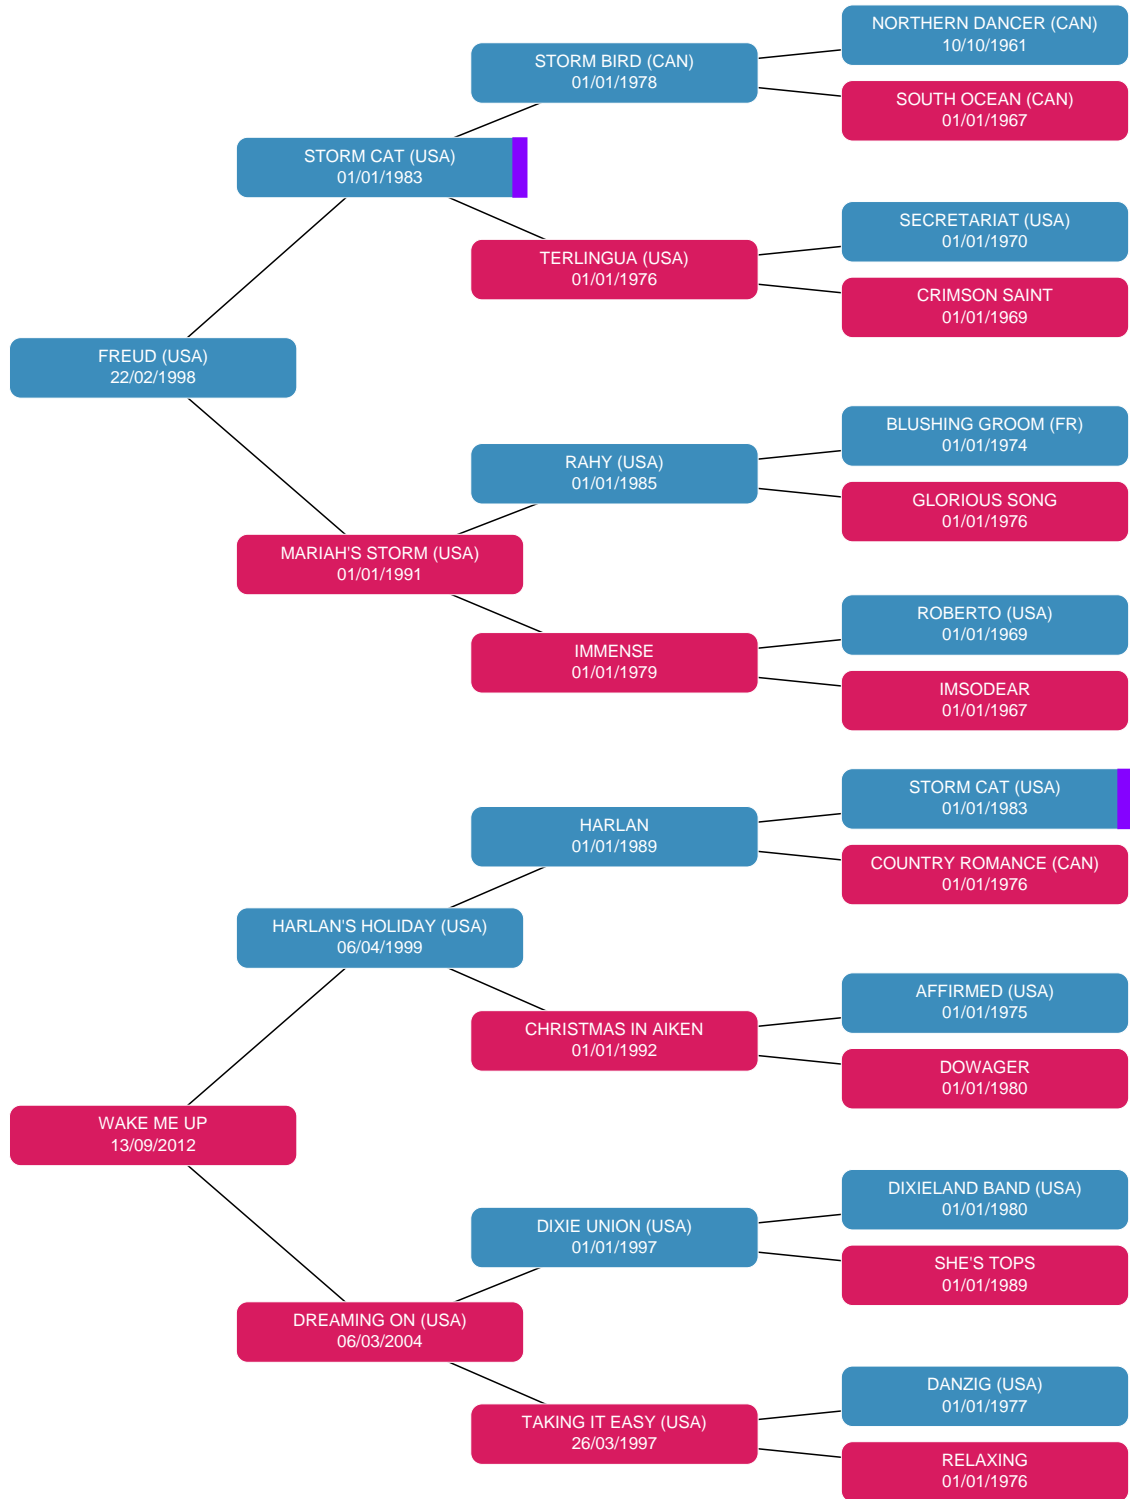 NORTHERN DANCER (CAN)
10/10/1961
STORM BIRD (CAN)
01/01/1978
SOUTH OCEAN (CAN)
01/01/1967
STORM CAT (USA)
01/01/1983
SECRETARIAT (USA)
01/01/1970
TERLINGUA (USA)
01/01/1976
CRIMSON SAINT
01/01/1969
FREUD (USA)
22/02/1998
BLUSHING GROOM (FR)
01/01/1974
RAHY (USA)
01/01/1985
GLORIOUS SONG
01/01/1976
MARIAH'S STORM (USA)
01/01/1991
ROBERTO (USA)
01/01/1969
IMMENSE
01/01/1979
IMSODEAR
01/01/1967
STORM CAT (USA)
01/01/1983
HARLAN
01/01/1989
COUNTRY ROMANCE (CAN)
01/01/1976
HARLAN'S HOLIDAY (USA)
06/04/1999
AFFIRMED (USA)
01/01/1975
CHRISTMAS IN AIKEN
01/01/1992
DOWAGER
01/01/1980
WAKE ME UP
13/09/2012
DIXIELAND BAND (USA)
01/01/1980
DIXIE UNION (USA)
01/01/1997
SHE'S TOPS
01/01/1989
DREAMING ON (USA)
06/03/2004
DANZIG (USA)
01/01/1977
TAKING IT EASY (USA)
26/03/1997
RELAXING
01/01/1976